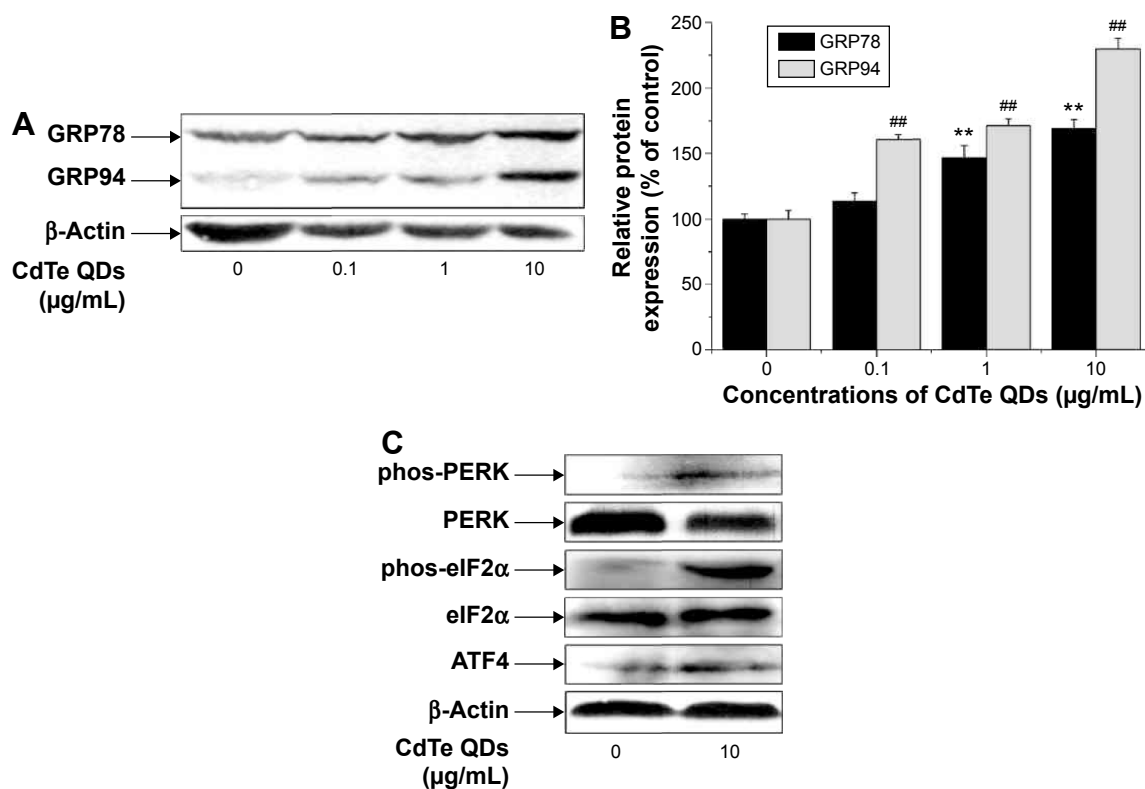 A
GRP78
GRP94
β-Actin
CdTe QDs
(µg/mL)
0 0.1 1 10
B
Relative protein
expression (% of control)
250
200
150
100
50
0
GRP78
GRP94
##
**
##
**
##
0 0.1 1 10
Concentrations of CdTe QDs (µg/mL)
C
phos-PERK
PERK
phos-eIF2α
eIF2α
ATF4
β-Actin
CdTe QDs
(µg/mL)
0 10